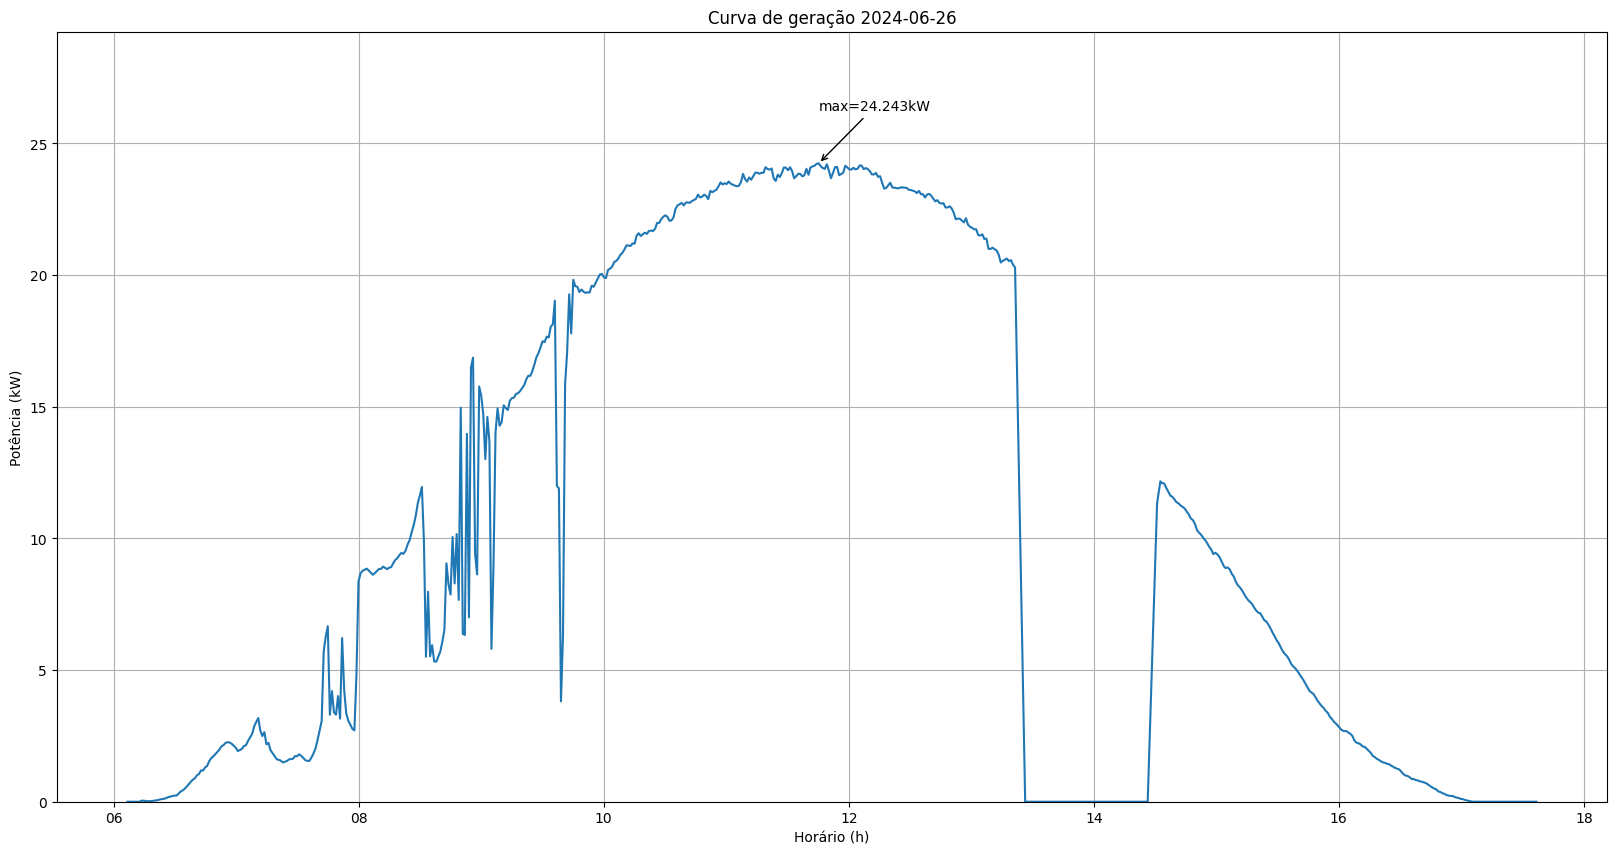 Curva de geração 2024-06-26
max=24.243kW
Potência (kW)
25
20
15
10
5
0
06 08 10 12 14 16 18
Horário (h)